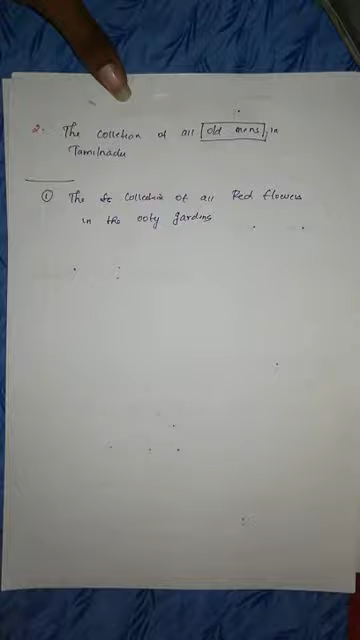 2. The Colletion of all old mens, in
Tamilnadu
① The Collection of all Red flowers
in the ooty gardens